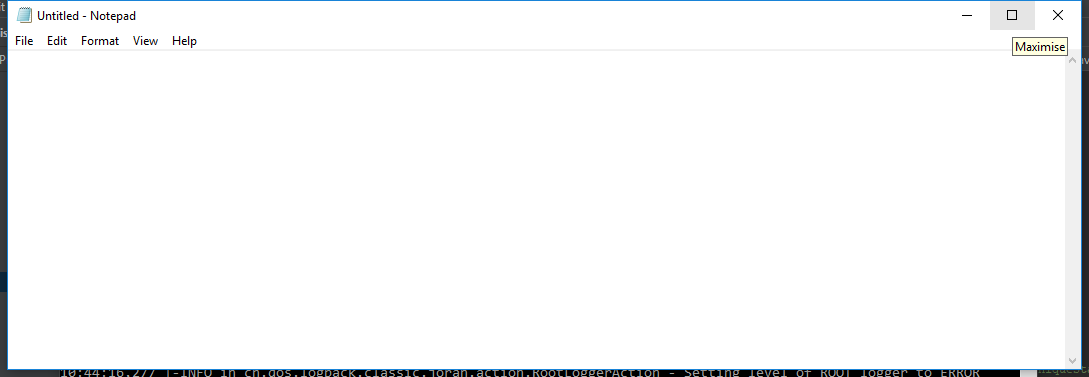 Untitled - Notepad
File Edit Format View Help
Maximise
10:44:16.277 |-INFO in ch.qos.logback.classic.joran.action.RootLoggerAction - Setting level of ROOT logger to ERROR